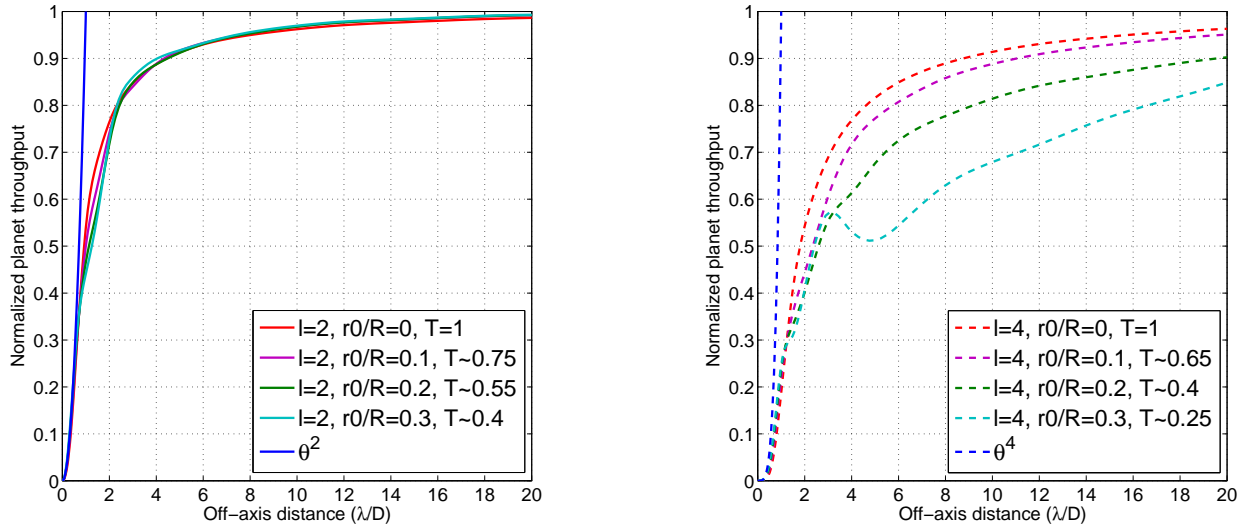 1
0.9
0.8
0.7
0.6
0.5
0.4
0.3
0.2
0.1
0
Normalized planet throughput
0 2 4 6 8 10 12 14 16 18 20
Off−axis distance (λ/D)
l=2, r0/R=0, T=1
l=2, r0/R=0.1, T~0.75
l=2, r0/R=0.2, T~0.55
l=2, r0/R=0.3, T~0.4
θ²
1
0.9
0.8
0.7
0.6
0.5
0.4
0.3
0.2
0.1
0
Normalized planet throughput
0 2 4 6 8 10 12 14 16 18 20
Off−axis distance (λ/D)
l=4, r0/R=0, T=1
l=4, r0/R=0.1, T~0.65
l=4, r0/R=0.2, T~0.4
l=4, r0/R=0.3, T~0.25
θ⁴